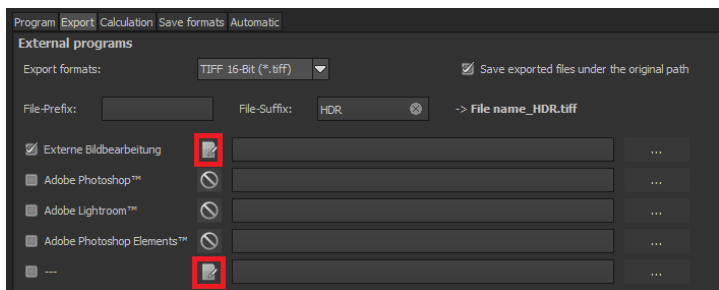 Program Export Calculation Save formats Automatic
External programs
Export formats: TIFF 16-Bit (*.tiff) Save exported files under the original path
File-Prefix: File-Suffix: HDR -> File name_HDR.tiff
Externe Bildbearbeitung ...
Adobe Photoshop™ ...
Adobe Lightroom™ ...
Adobe Photoshop Elements™ ...
--- ...